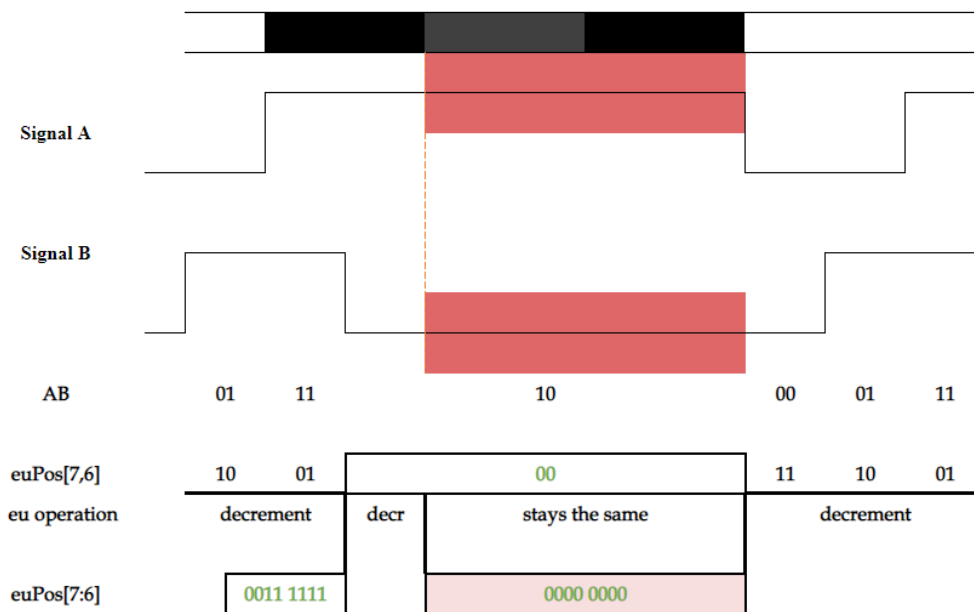 Signal A
Signal B
AB 01 11 10 00 01 11
euPos[7,6] 10 01 00 11 10 01
eu operation decrement decr stays the same decrement
euPos[7:6] 0011 1111 0000 0000